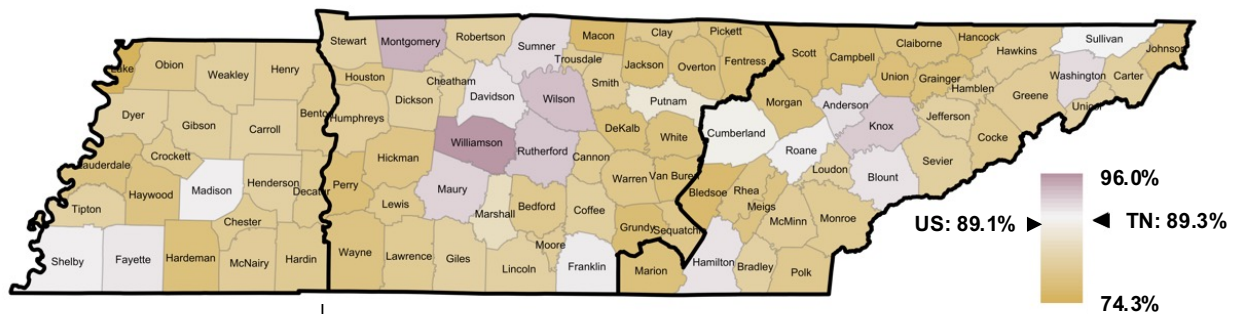 Stewart
Montgomery
Robertson
Sumner
Macon
Trousdale
Clay
Pickett
Scott
Campbell
Claiborne
Hancock
Hawkins
Sullivan
Johnson
Lake
Obion
Weakley
Henry
Houston
Cheatham
Davidson
Wilson
Smith
Jackson
Overton
Fentress
Morgan
Anderson
Union
Grainger
Hamblen
Greene
Washington
Carter
Unicoi
Dyer
Gibson
Carroll
Benton
Humphreys
Dickson
Putnam
Cumberland
Knox
Jefferson
Cocke
Crockett
Williamson
Rutherford
Cannon
DeKalb
White
Roane
Loudon
Blount
Sevier
Lauderdale
Haywood
Madison
Henderson
Decatur
Perry
Hickman
Maury
Warren
Van Buren
Bledsoe
Rhea
Tipton
Chester
Lewis
Marshall
Bedford
Coffee
Grundy
Sequatchie
Meigs
McMinn
Monroe
Shelby
Fayette
Hardeman
McNairy
Hardin
Wayne
Lawrence
Giles
Lincoln
Moore
Franklin
Marion
Hamilton
Bradley
Polk
96.0%
US: 89.1%
TN: 89.3%
74.3%